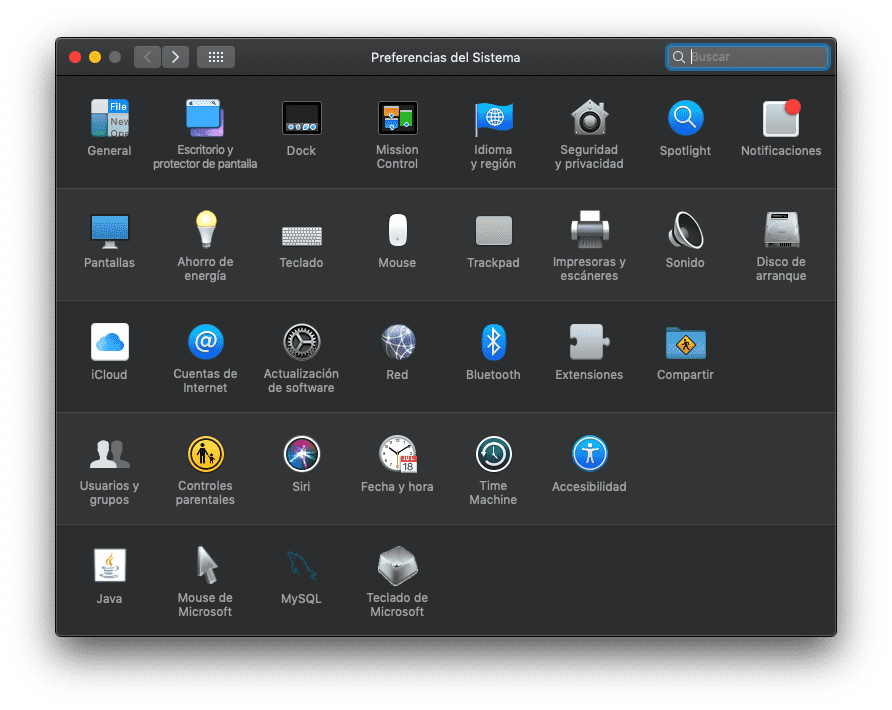 Preferencias del Sistema
Buscar
File
New
Ope
General
Escritorio y
protector de pantalla
Dock
Mission
Control
Idioma
y región
Seguridad
y privacidad
Spotlight
Notificaciones
Pantallas
Ahorro de
energía
Teclado
Mouse
Trackpad
Impresoras y
escáneres
Sonido
Disco de
arranque
iCloud
@
Cuentas de
Internet
Actualización
de software
Red
Bluetooth
Extensiones
Compartir
Usuarios y
grupos
Controles
parentales
Siri
JUL
18
Fecha y hora
Time
Machine
Accesibilidad
Java
Mouse de
Microsoft
MySQL
Teclado de
Microsoft